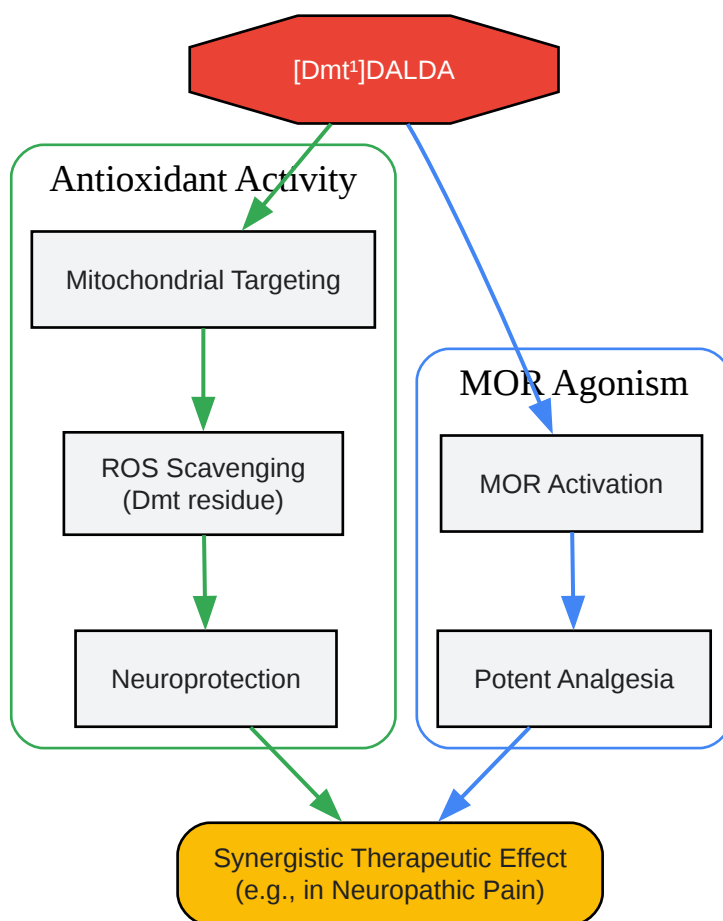 [Dmt¹]DALDA
Antioxidant Activity
Mitochondrial Targeting
ROS Scavenging
(Dmt residue)
Neuroprotection
MOR Agonism
MOR Activation
Potent Analgesia
Synergistic Therapeutic Effect
(e.g., in Neuropathic Pain)